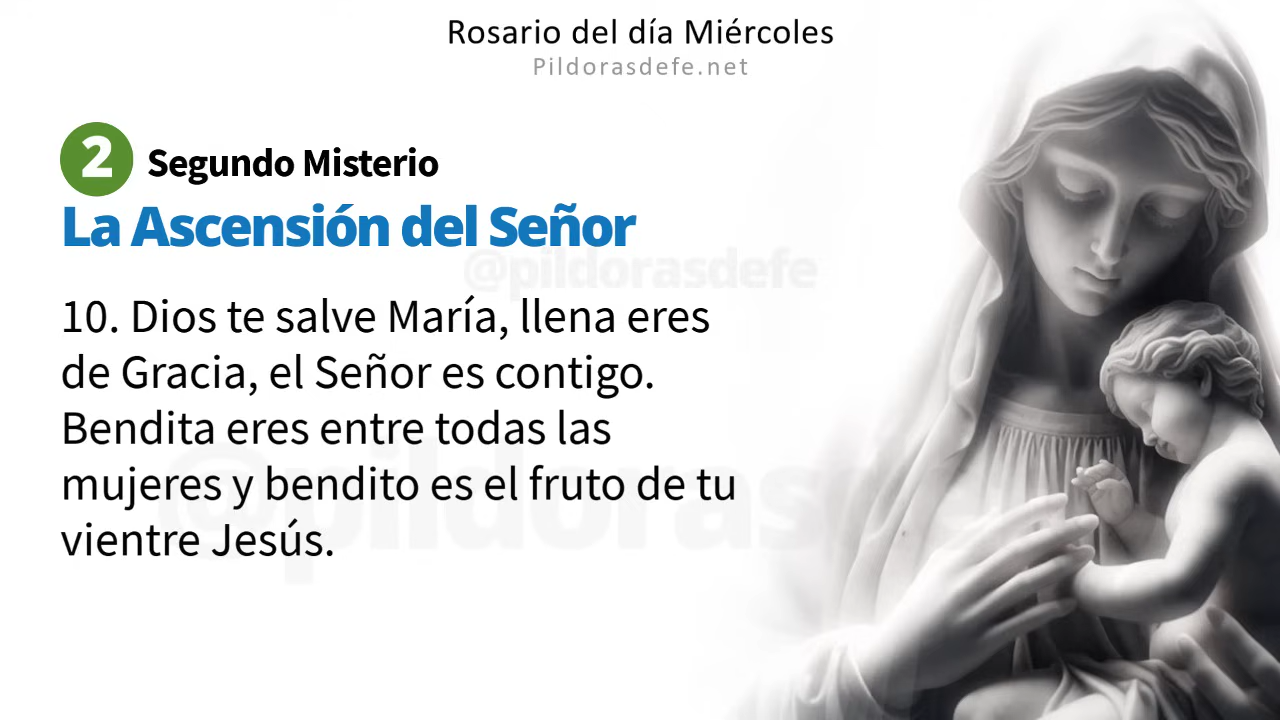 Rosario del día Miércoles
Pildorasdefe.net
2 Segundo Misterio
La Ascensión del Señor
@pildorasdefe
10. Dios te salve María, llena eres
de Gracia, el Señor es contigo.
Bendita eres entre todas las
mujeres y bendito es el fruto de tu
vientre Jesús.
@pildorasdefe